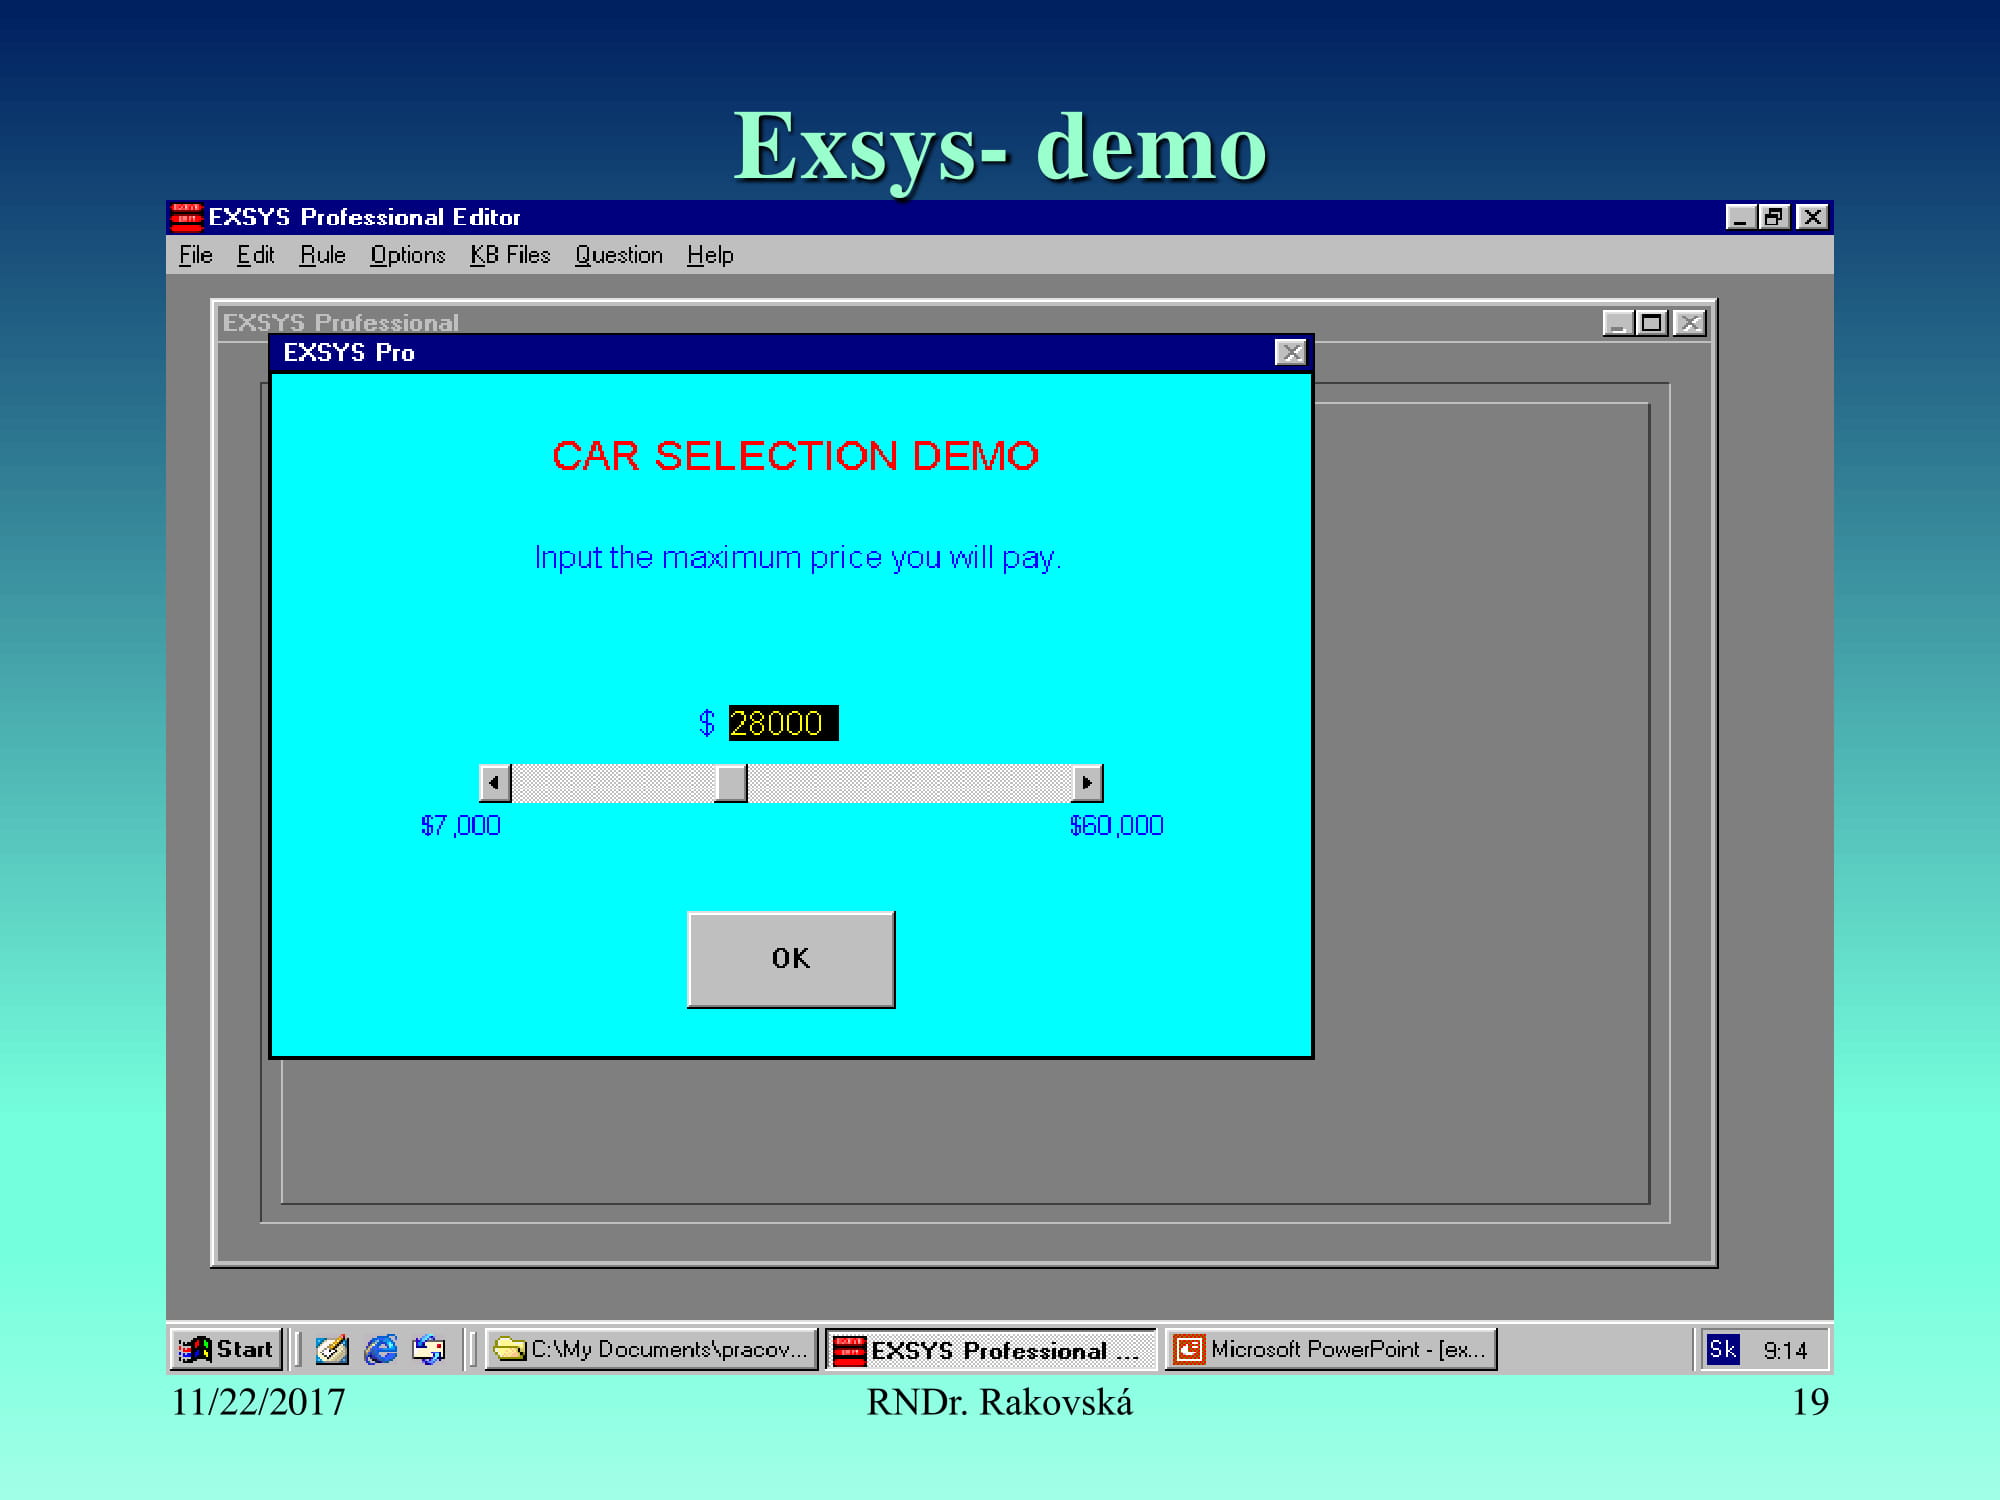 Exsys- demo
EXSYS Professional Editor
File Edit Rule Options KB Files Question Help
EXSYS Professional
EXSYS Pro
CAR SELECTION DEMO
Input the maximum price you will pay.
$ 28000
$7,000 $60,000
OK
Start C:\My Documents\pracov... EXSYS Professional ... Microsoft PowerPoint - [ex... Sk 9:14
11/22/2017 RNDr. Rakovská 19